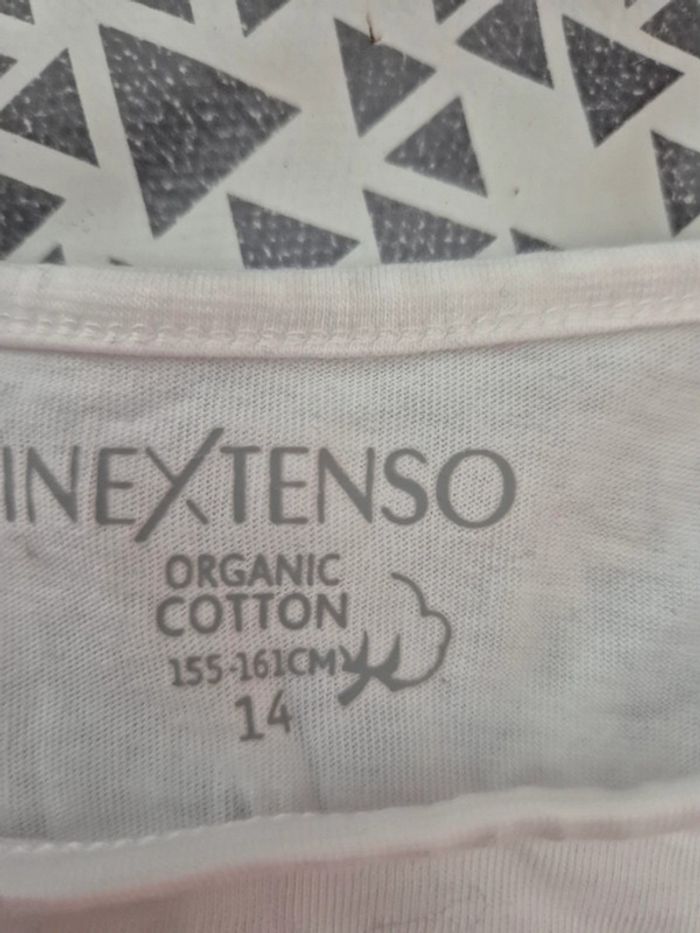 INEXTENSO
ORGANIC
COTTON
155-161CM
14